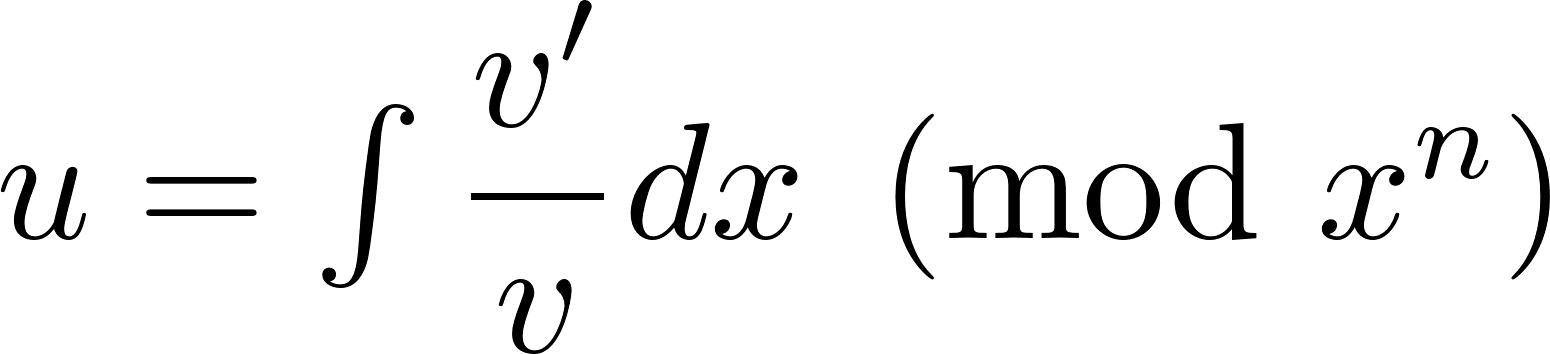 u = ∫ v′/v dx (mod xⁿ)